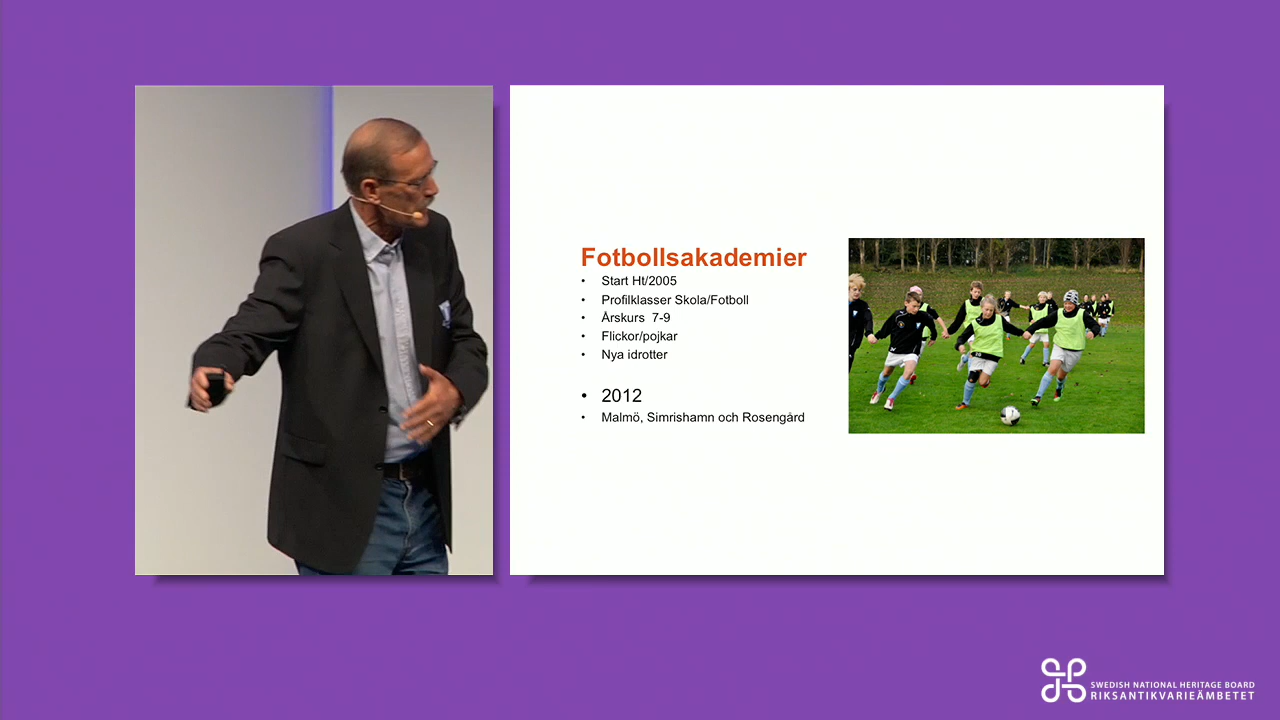 Fotbollsakademier
• Start Ht/2005
• Profilklasser Skola/Fotboll
• Årskurs 7-9
• Flickor/pojkar
• Nya idrotter
• 2012
• Malmö, Simrishamn och Rosengård
SWEDISH NATIONAL HERITAGE BOARD
RIKSANTIKVARIEÄMBETET